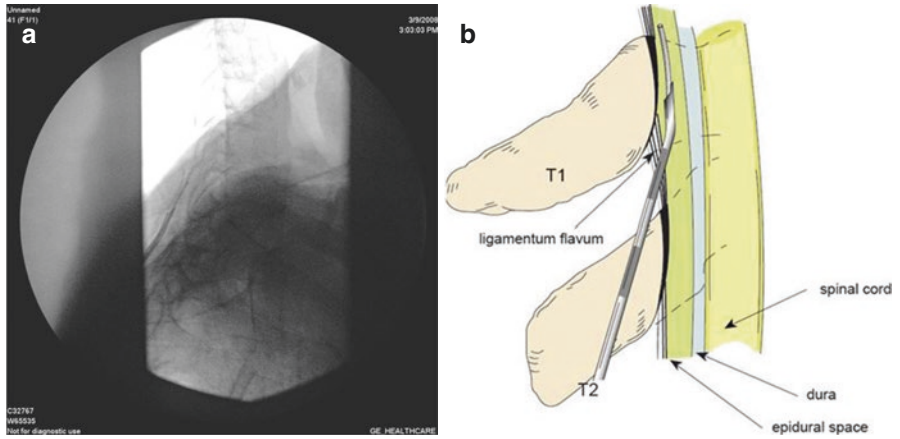 Unnamed
41 (F1/1)
3/9/2009
3:03:03 PM
a
C32767
W65535
Not for diagnostic use
GE_HEALTHCARE
b
T1
ligamentum flavum
spinal cord
T2
dura
epidural space